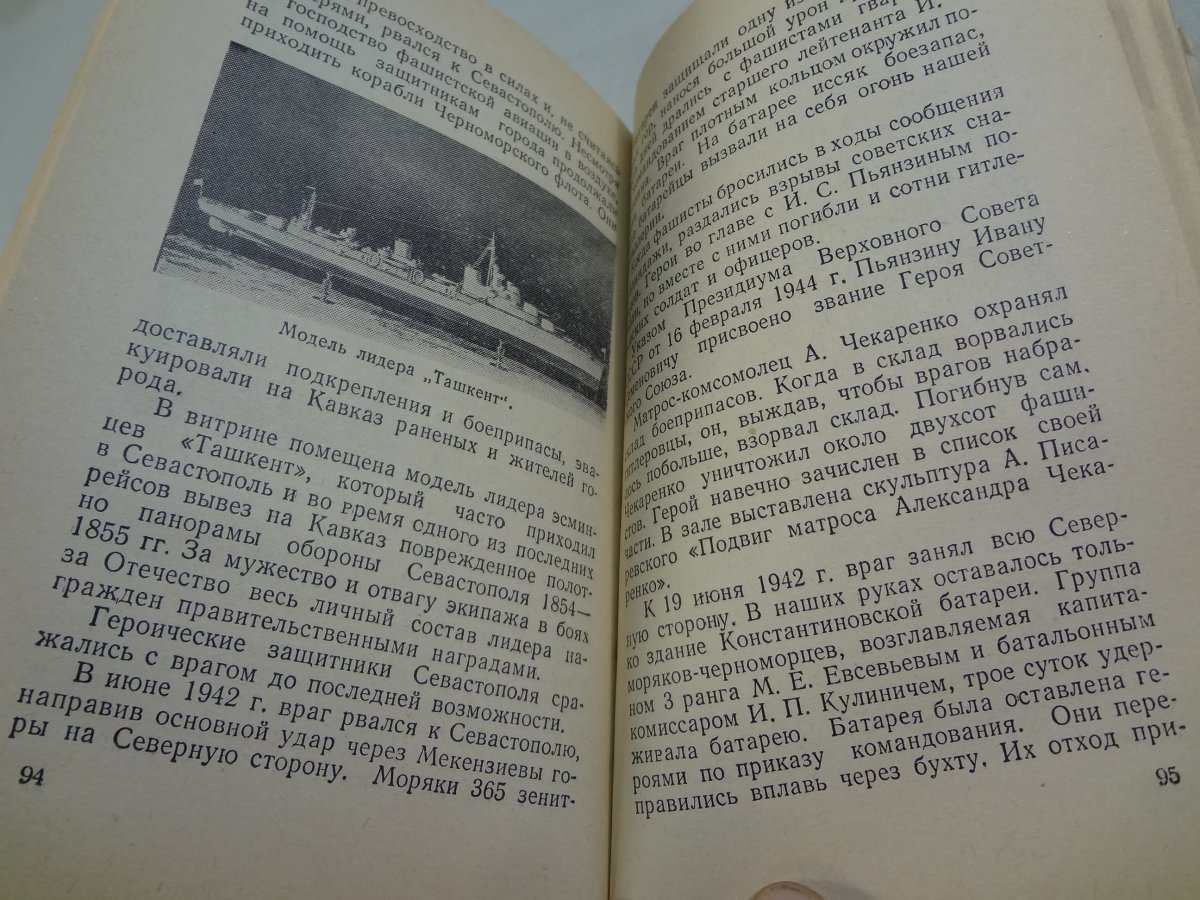 превосходство в силах и, не считаясь
рвался к Севастополю. Несмотря
господство фашистской авиации в воздухе,
на помощь защитникам города продолжали
приходить корабли Черноморского флота. Они
Модель лидера „Ташкент“.
доставляли подкрепления и боеприпасы, эва-
куировали на Кавказ раненых и жителей го-
рода.
В витрине помещена модель лидера эсмин-
цев «Ташкент», который часто приходил
в Севастополь и во время одного из последних
рейсов вывез на Кавказ поврежденное полот-
но панорамы обороны Севастополя 1854—
1855 гг. За мужество и отвагу экипажа в боях
за Отечество весь личный состав лидера на-
гражден правительственными наградами.
Героические защитники Севастополя сра-
жались с врагом до последней возможности.
В июне 1942 г. враг рвался к Севастополю,
направив основной удар через Мекензиевы го-
ры на Северную сторону. Моряки 365 зенит-
94
защищали одну из
нанося большой урон
дней дрались с фашистами
командованием старшего лейтенанта И.
Враг плотным кольцом окружил по-
батареи. На батарее иссяк боезапас,
батарейцы вызвали на себя огонь нашей
фашисты бросились в ходы сообщения
раздались взрывы советских сна-
Герои во главе с И. С. Пьянзиным по-
но вместе с ними погибли и сотни гитле-
ских солдат и офицеров.
Указом Президиума Верховного Совета
СССР от 16 февраля 1944 г. Пьянзину Ивану
Семеновичу присвоено звание Героя Совет-
ского Союза.
Матрос-комсомолец А. Чекаренко охранял
склад боеприпасов. Когда в склад ворвались
гитлеровцы, он, выждав, чтобы врагов набра-
лось побольше, взорвал склад. Погибнув сам,
Чекаренко уничтожил около двухсот фаши-
стов. Герой навечно зачислен в список своей
части. В зале выставлена скульптура А. Писа-
ревского «Подвиг матроса Александра Чека-
ренко».
К 19 июня 1942 г. враг занял всю Север-
ную сторону. В наших руках оставалось толь-
ко здание Константиновской батареи. Группа
моряков-черноморцев, возглавляемая капита-
ном 3 ранга М. Е. Евсевьевым и батальонным
комиссаром И. П. Кулиничем, трое суток удер-
живала батарею. Батарея была оставлена ге-
роями по приказу командования. Они пере-
правились вплавь через бухту. Их отход при-
95